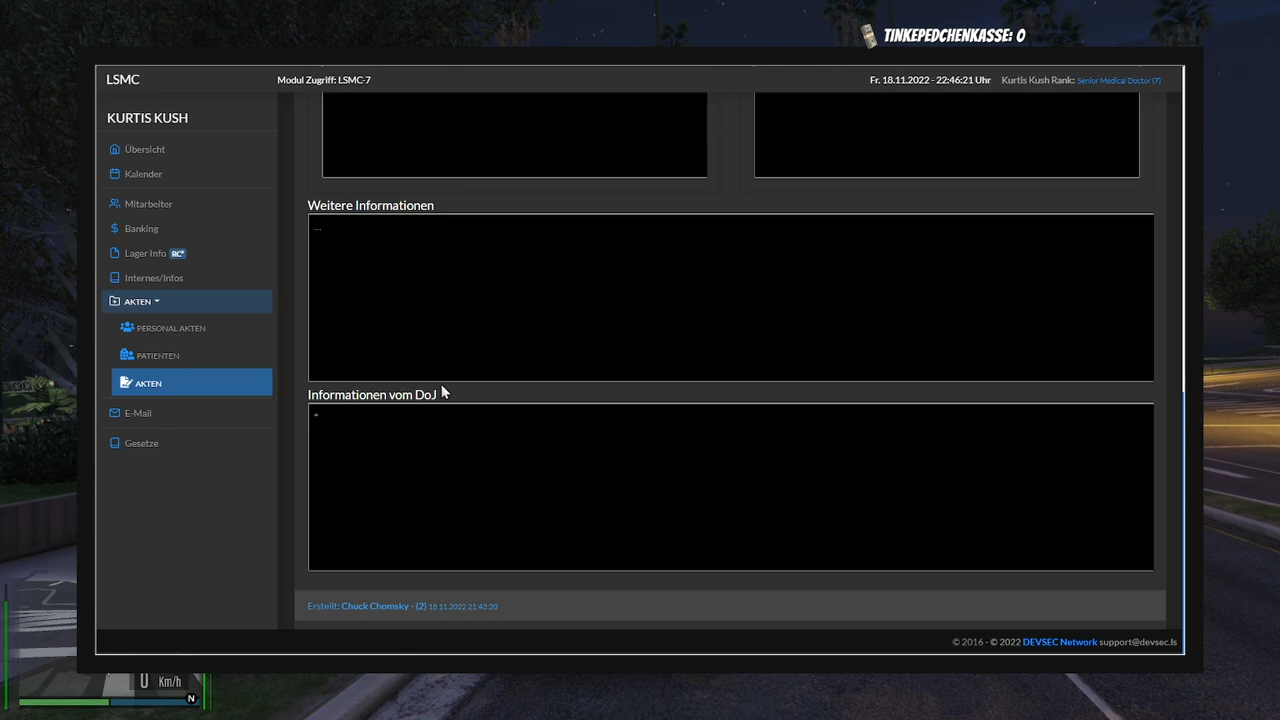 TINKEPEDCHENKASSE: 0
LSMC
Modul Zugriff: LSMC-7
Fr. 18.11.2022 - 22:46:21 Uhr
Kurtis Kush Rank: Senior Medical Doctor (7)
KURTIS KUSH
Übersicht
Kalender
Mitarbeiter
Banking
Lager Info RC*
Internes/Infos
AKTEN
PERSONAL AKTEN
PATIENTEN
AKTEN
E-Mail
Gesetze
Weitere Informationen
...
Informationen vom DoJ
-
Erstellt: Chuck Chomsky - (2) 18.11.2022 21:43:20
© 2016 - © 2022 DEVSEC Network support@devsec.ls
0 Km/h
N